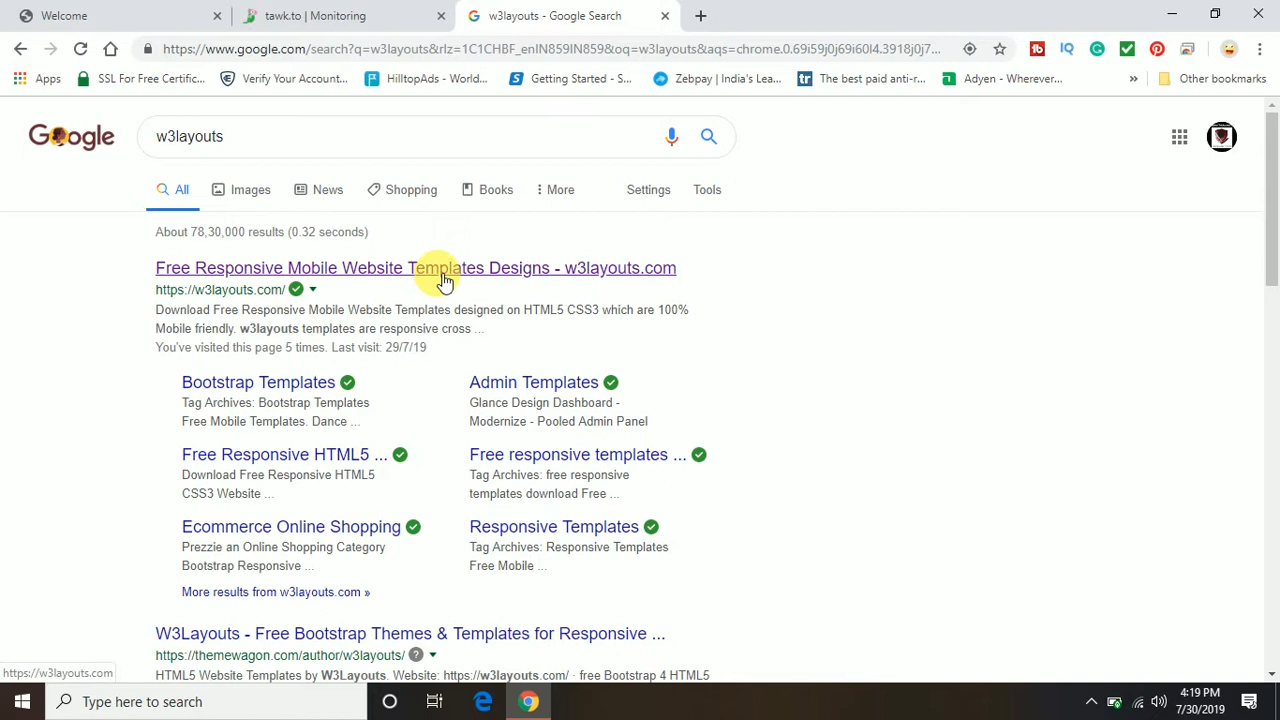 Welcome
tawk.to | Monitoring
w3layouts - Google Search
https://www.google.com/search?q=w3layouts&rlz=1C1CHBF_enIN859IN859&oq=w3layouts&aqs=chrome.0.69i59j0j69i60l4.3918j0j7...
Apps
SSL For Free Certific...
Verify Your Account...
HilltopAds - World...
Getting Started - S...
Zebpay | India's Lea...
The best paid anti-r...
Adyen - Wherever...
»
Other bookmarks
Google
w3layouts
All
Images
News
Shopping
Books
More
Settings
Tools
About 78,30,000 results (0.32 seconds)
Free Responsive Mobile Website Templates Designs - w3layouts.com
https://w3layouts.com/
Download Free Responsive Mobile Website Templates designed on HTML5 CSS3 which are 100%
Mobile friendly. w3layouts templates are responsive cross ...
You've visited this page 5 times. Last visit: 29/7/19
Bootstrap Templates
Tag Archives: Bootstrap Templates
Free Mobile Templates. Dance ...
Admin Templates
Glance Design Dashboard -
Modernize - Pooled Admin Panel
Free Responsive HTML5 ...
Download Free Responsive HTML5
CSS3 Website ...
Free responsive templates ...
Tag Archives: free responsive
templates download Free ...
Ecommerce Online Shopping
Prezzie an Online Shopping Category
Bootstrap Responsive ...
Responsive Templates
Tag Archives: Responsive Templates
Free Mobile ...
More results from w3layouts.com »
W3Layouts - Free Bootstrap Themes & Templates for Responsive ...
https://themewagon.com/author/w3layouts/
HTML5 Website Templates by W3Layouts. Website: https://w3layouts.com/ · free Bootstrap 4 HTML5
https://w3layouts.com
Type here to search
4:19 PM
7/30/2019